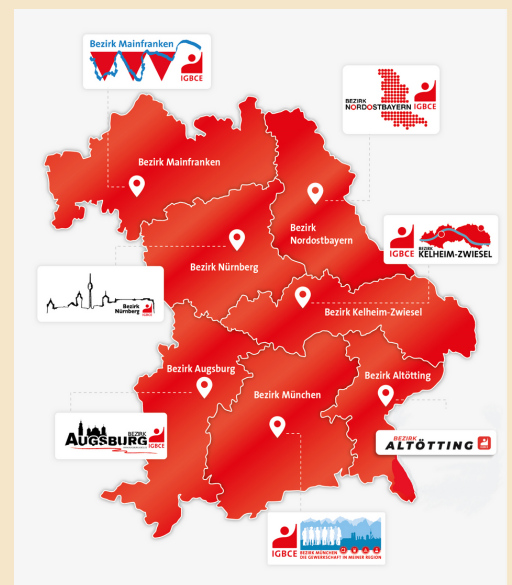 Bezirk Mainfranken
IGBCE
BEZIRK
NORDOSTBAYERN
IGBCE
Bezirk Mainfranken
Bezirk
Nordostbayern
IGBCE
BEZIRK
KELHEIM-ZWIESEL
Bezirk Nürnberg
Bezirk
Nürnberg
IGBCE
Bezirk Kelheim-Zwiesel
Bezirk Augsburg
Bezirk Altötting
Bezirk München
BEZIRK
AUGSBURG
IGBCE
BEZIRK
ALTÖTTING
IGBCE
BEZIRK MÜNCHEN
DIE GEWERKSCHAFT IN MEINER REGION